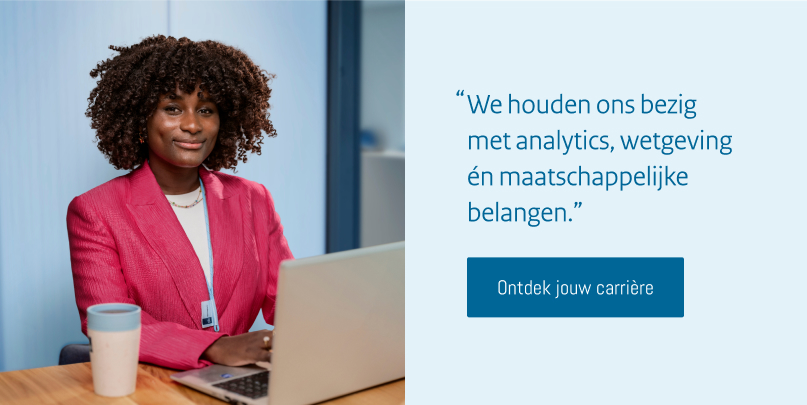 “We houden ons bezig
met analytics, wetgeving
én maatschappelijke
belangen.”
Ontdek jouw carrière